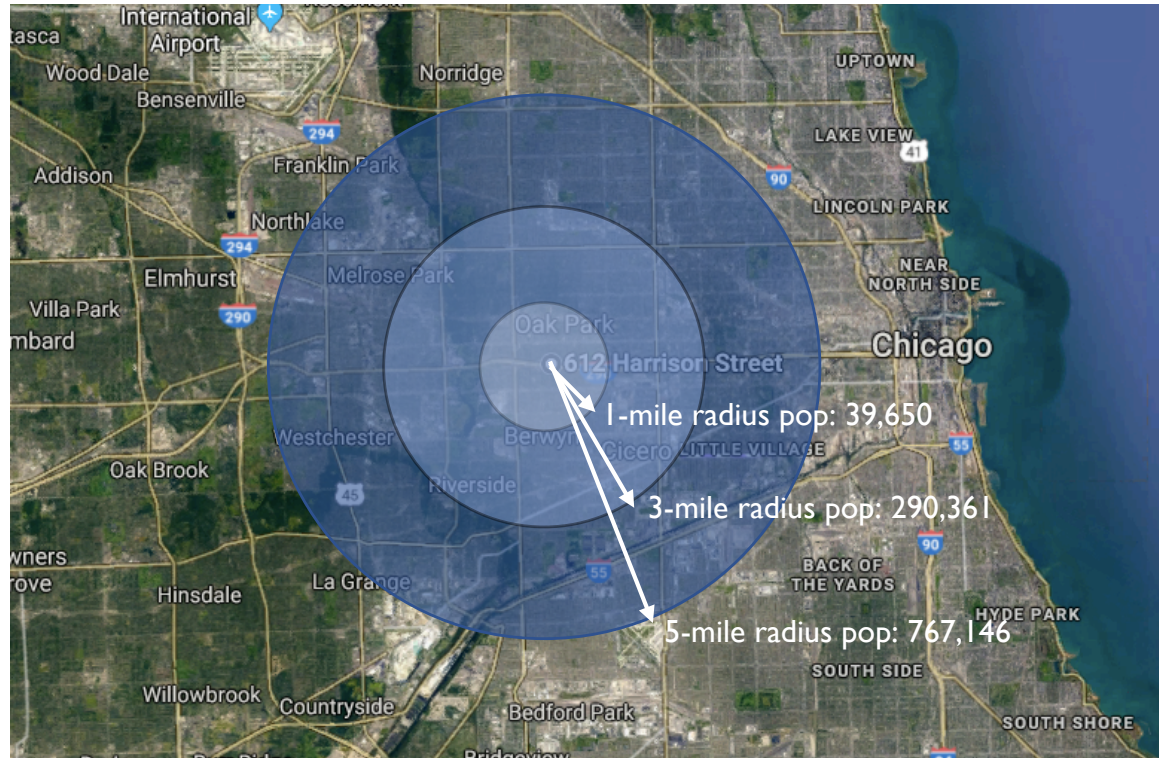 International
Airport
tasca
Wood Dale
Norridge
Bensenville
UPTOWN
294
LAKE VIEW
41
Franklin Park
Addison
90
LINCOLN PARK
Northlake
294
NEAR
NORTH SIDE
Elmhurst
Melrose Park
Villa Park
290
mbard
Oak Park
Chicago
612 Harrison Street
1-mile radius pop: 39,650
Westchester
Berwyn
Cicero
LITTLE VILLAGE
55
Oak Brook
45
Riverside
3-mile radius pop: 290,361
90
wners
rove
BACK OF
THE YARDS
55
Hinsdale
La Grange
HYDE PARK
5-mile radius pop: 767,146
SOUTH SIDE
Willowbrook
Countryside
Bedford Park
SOUTH SHORE
Bridgeview